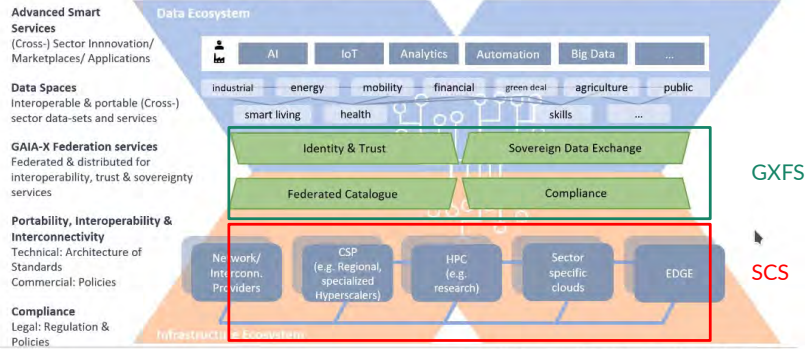 Advanced Smart
Services
(Cross-) Sector Innnovation/
Marketplaces/ Applications
Data Spaces
Interoperable & portable (Cross-)
sector data-sets and services
GAIA-X Federation services
Federated & distributed for
interoperability, trust & sovereignty
services
Portability, Interoperability &
Interconnectivity
Technical: Architecture of
Standards
Commercial: Policies
Compliance
Legal: Regulation &
Policies
Data Ecosystem
AI IoT Analytics Automation Big Data ...
industrial energy mobility financial green deal agriculture public
smart living health skills ...
Identity & Trust Sovereign Data Exchange
Federated Catalogue Compliance
GXFS
Network/
Interconn.
Providers
CSP
(e.g. Regional,
specialized
Hyperscalers)
HPC
(e.g.
research)
Sector
specific
clouds
EDGE
SCS
Infrastructure Ecosystem